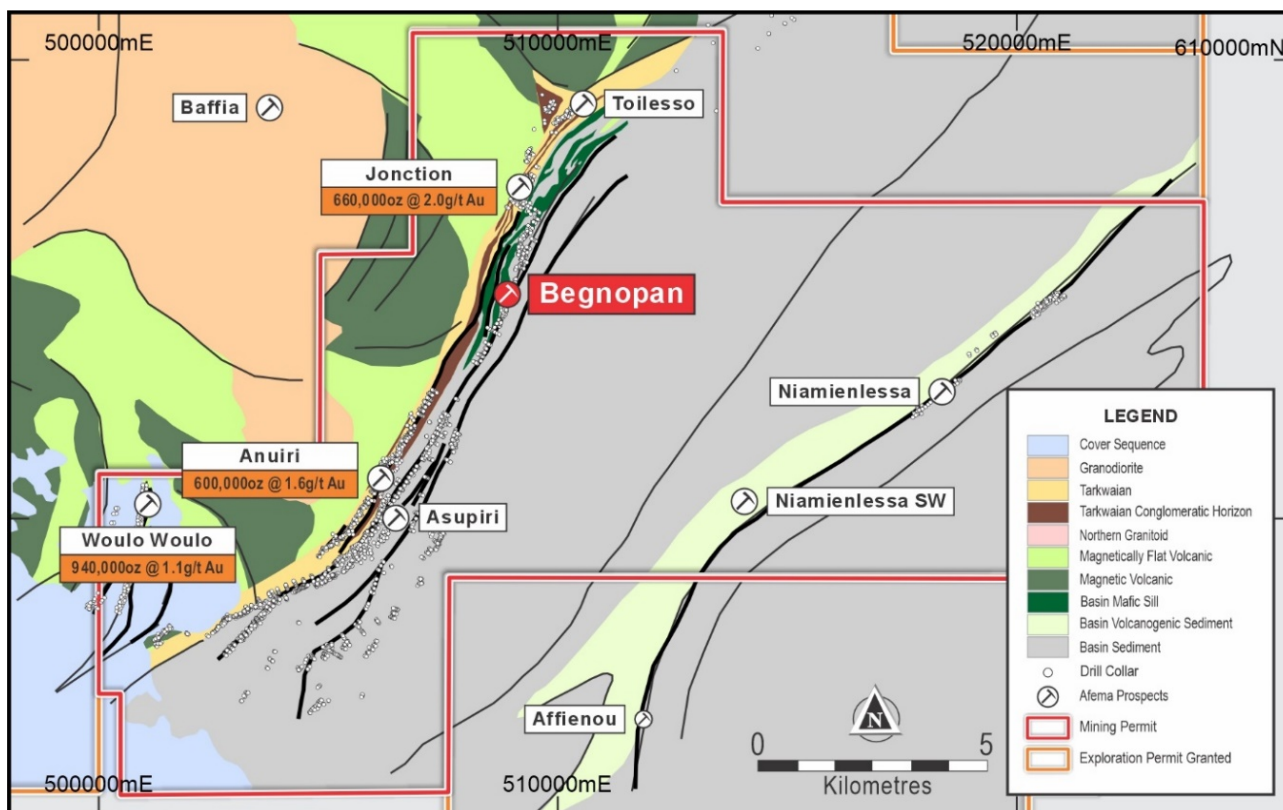 500000mE
510000mE
520000mE
610000mN
Baffia
Toilesso
Jonction
660,000oz @ 2.0g/t Au
Begnopan
Niamienlessa
Anuiri
600,000oz @ 1.6g/t Au
Asupiri
Niamienlessa SW
Woulo Woulo
940,000oz @ 1.1g/t Au
Affienou
N
0
5
Kilometres
500000mE
510000mE
LEGEND
Cover Sequence
Granodiorite
Tarkwaian
Tarkwaian Conglomeratic Horizon
Northern Granitoid
Magnetically Flat Volcanic
Magnetic Volcanic
Basin Mafic Sill
Basin Volcanogenic Sediment
Basin Sediment
Drill Collar
Afema Prospects
Mining Permit
Exploration Permit Granted